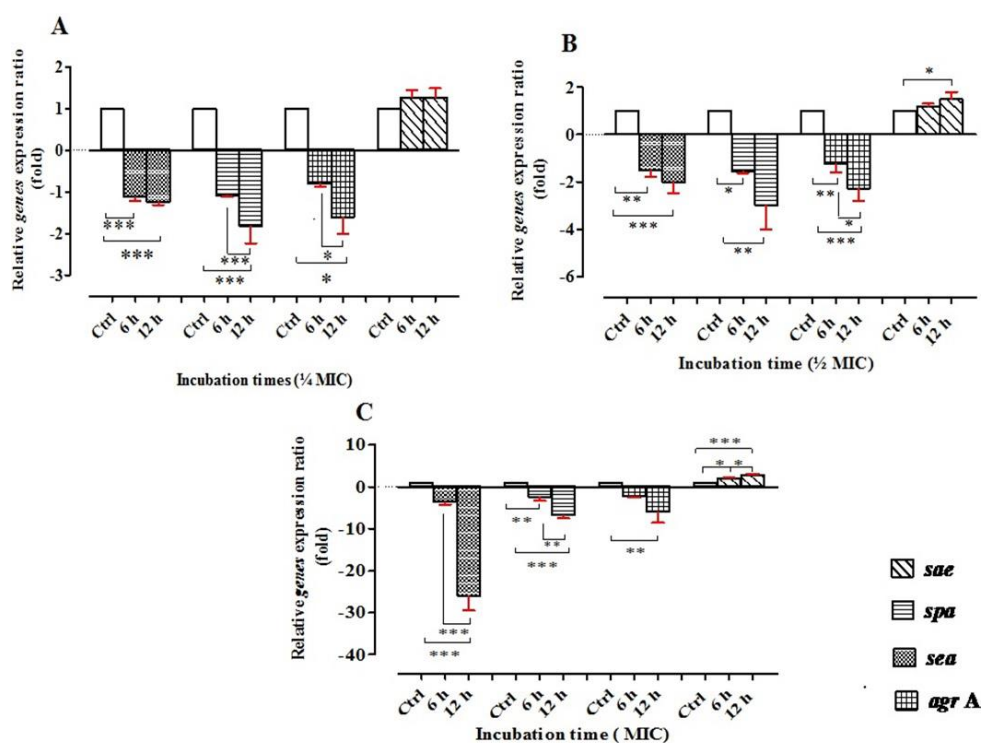 A
Relative genes expression ratio
(fold)
2
1
0
-1
-2
-3
***
***
***
***
*
*
Ctrl 6 h 12 h Ctrl 6 h 12 h Ctrl 6 h 12 h Ctrl 6 h 12 h
Incubation times (¼ MIC)
B
Relative genes expression ratio
(fold)
2
0
-2
-4
-6
*
**
***
*
**
**
*
***
Ctrl 6 h 12 h Ctrl 6 h 12 h Ctrl 6 h 12 h Ctrl 6 h 12 h
Incubation time (½ MIC)
C
Relative genes expression ratio
(fold)
10
0
-10
-20
-30
-40
***
* *
**
**
***
**
***
***
Ctrl 6 h 12 h Ctrl 6 h 12 h Ctrl 6 h 12 h Ctrl 6 h 12 h
Incubation time ( MIC)
sae
spa
sea
agr A